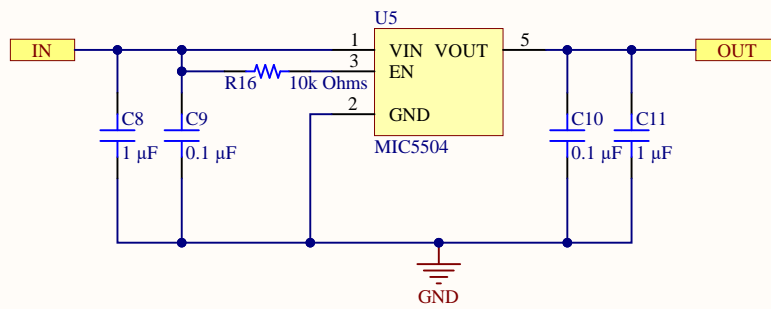 U5
IN
1
VIN
VOUT
5
OUT
3
EN
R16
10k Ohms
2
GND
C8
1 µF
C9
0.1 µF
MIC5504
C10
0.1 µF
C11
1 µF
GND